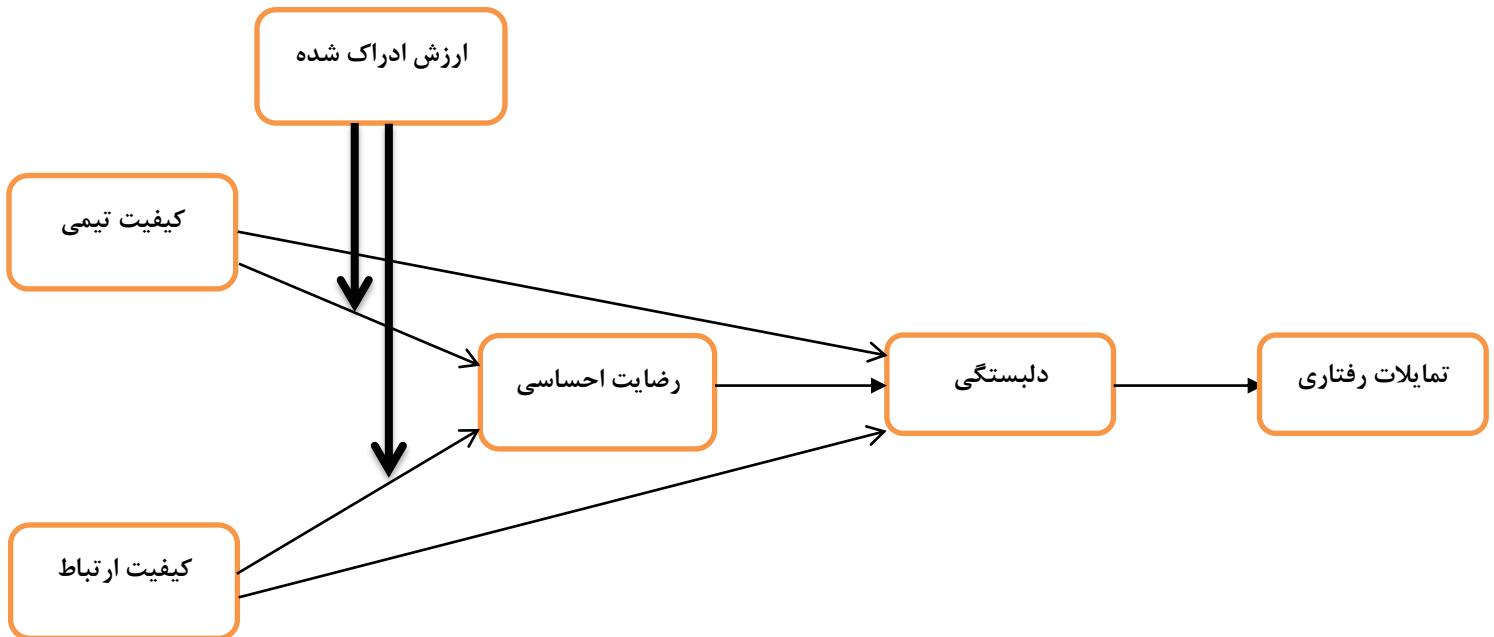 ارزش ادراک شده
کیفیت تیمی
رضایت احساسی
دلبستگی
تمایلات رفتاری
کیفیت ارتباط